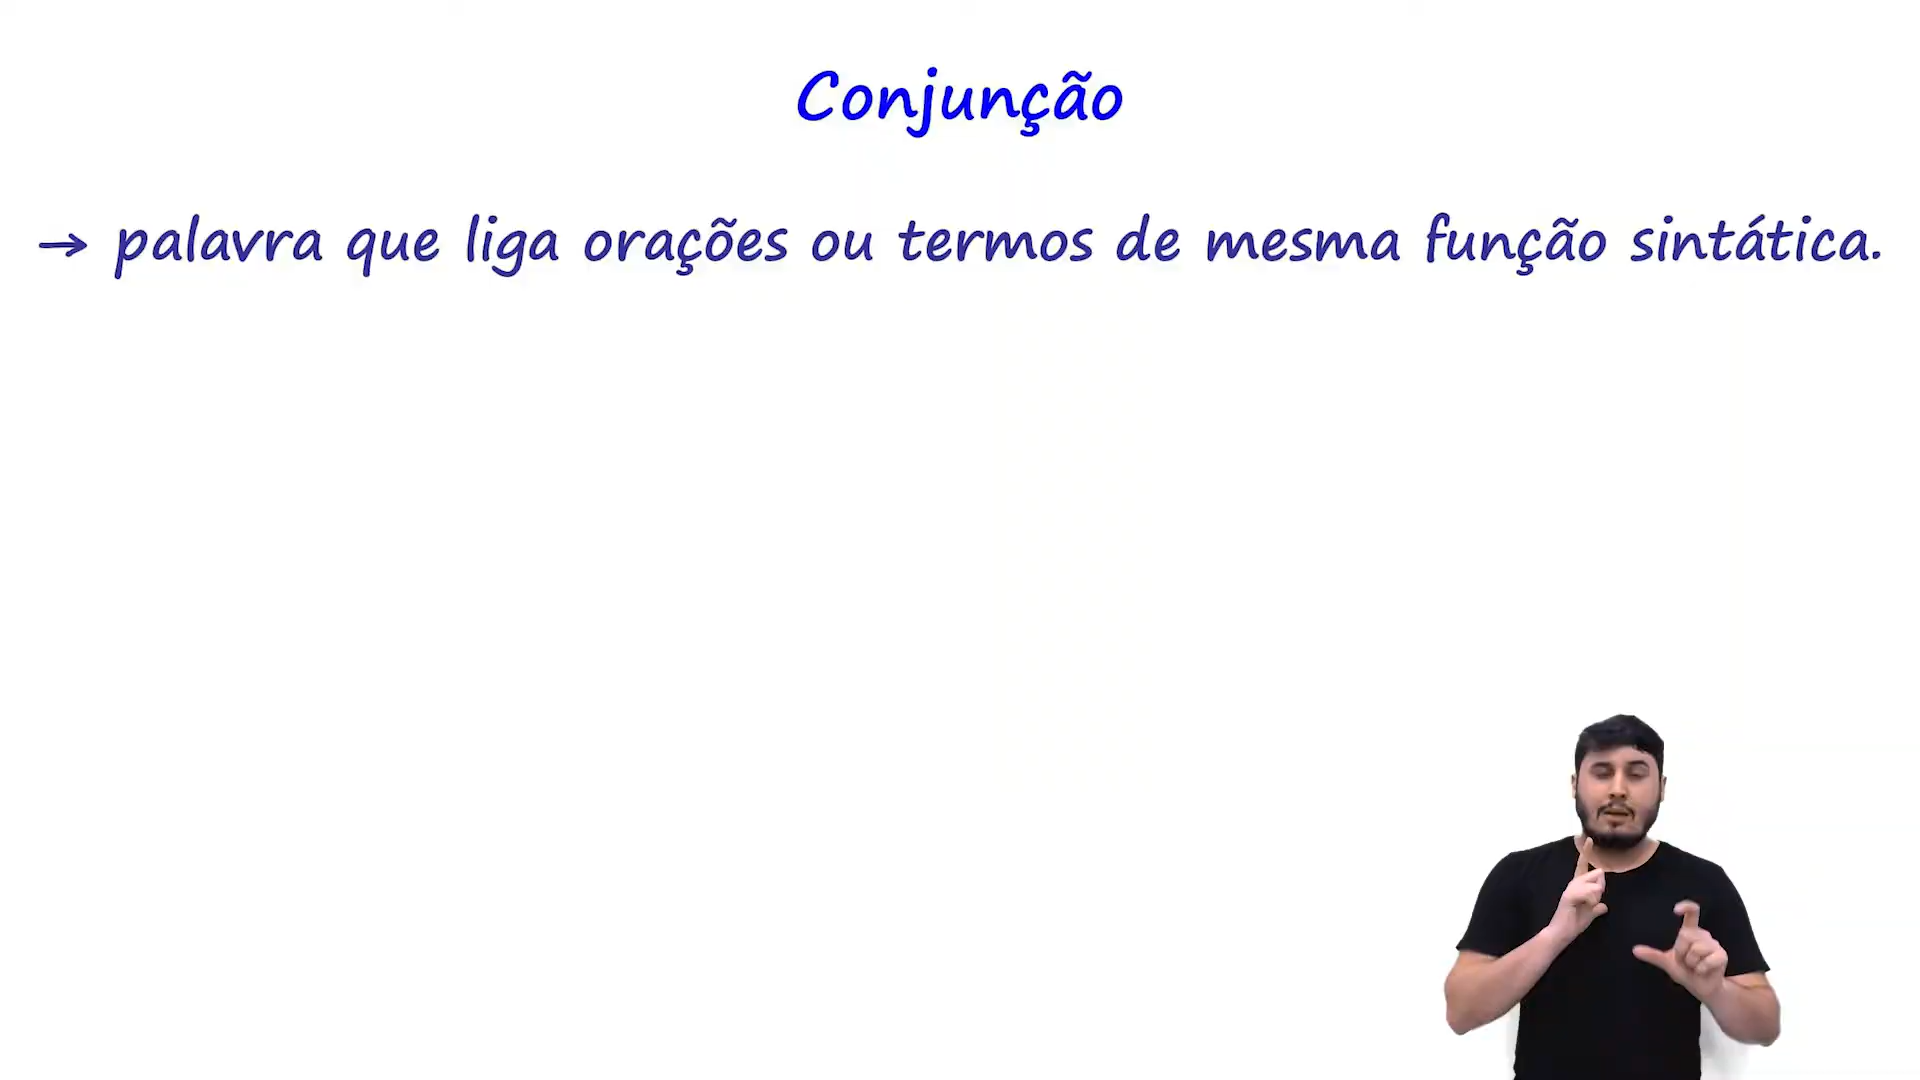 Conjunção
→ palavra que liga orações ou termos de mesma função sintática.